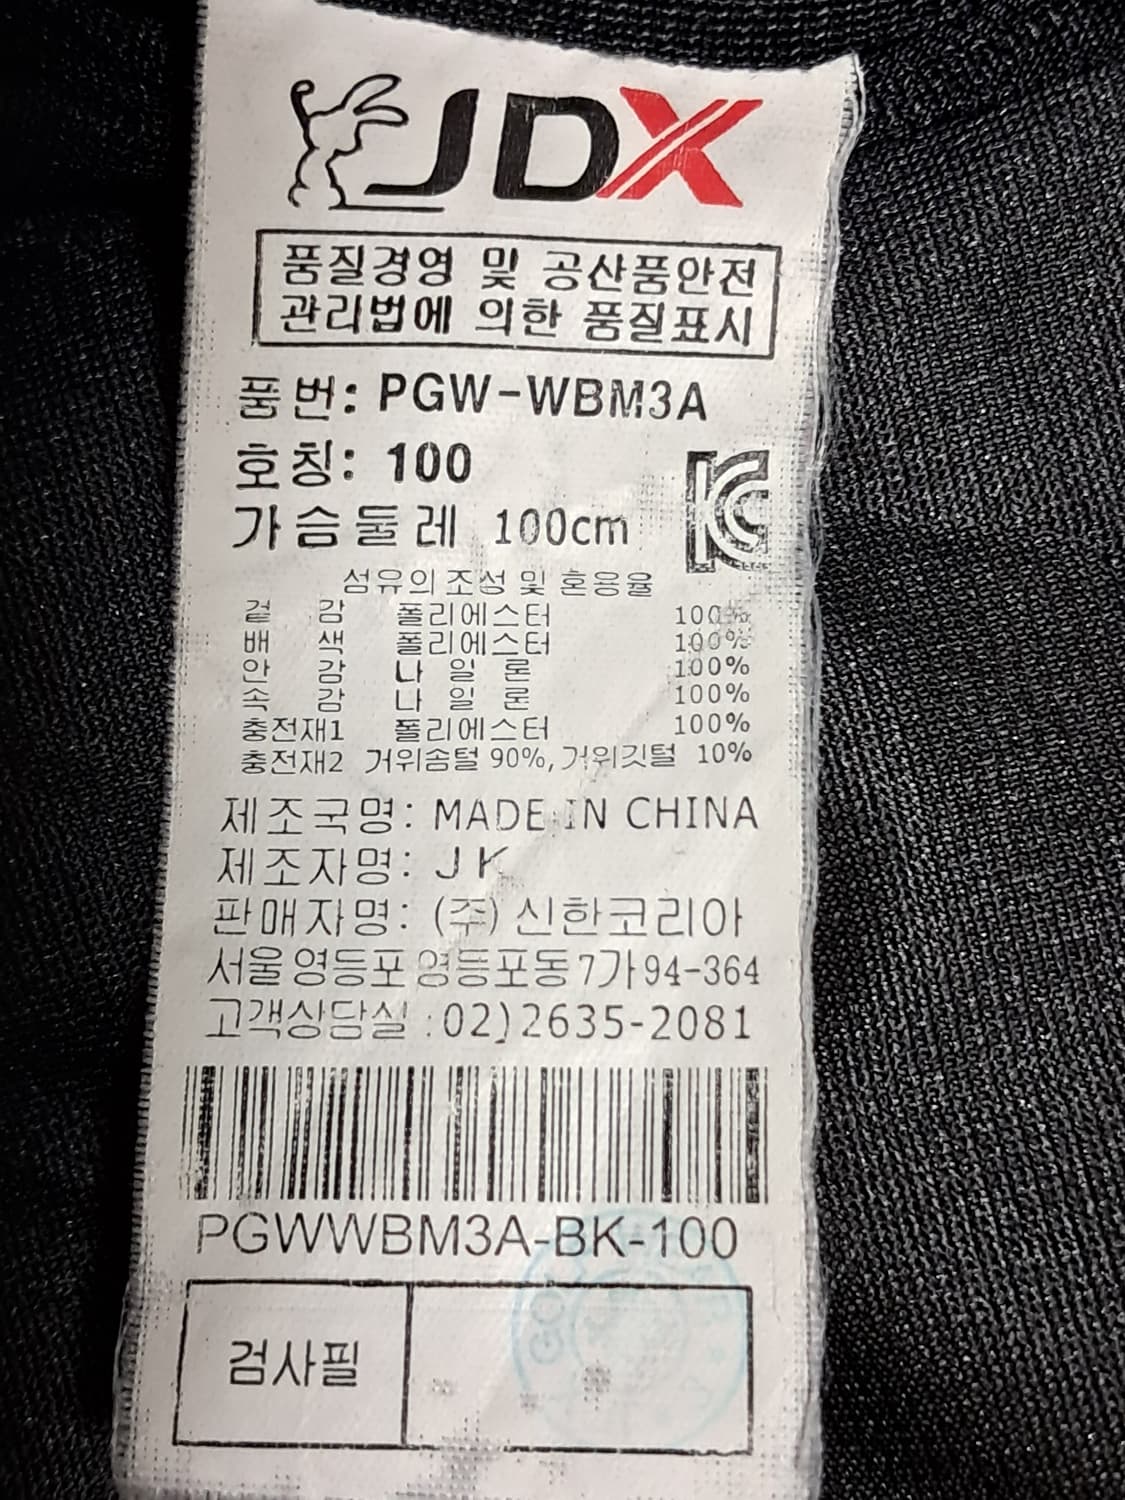 JDX
품질경영 및 공산품안전
관리법에 의한 품질표시
품번: PGW-WBM3A
호칭: 100
가슴둘레 100cm
섬유의 조성 및 혼용율
겉 감 폴리에스터 100%
배 색 폴리에스터 100%
안 감 나 일 론 100%
속 감 나 일 론 100%
충전재1 폴리에스터 100%
충전재2 거위솜털 90%, 거위깃털 10%
제조국명: MADE IN CHINA
제조자명: JK
판매자명: (주) 신한코리아
서울영등포 영등포동7가94-364
고객상담실 :02)2635-2081
PGWWBM3A-BK-100
검사필